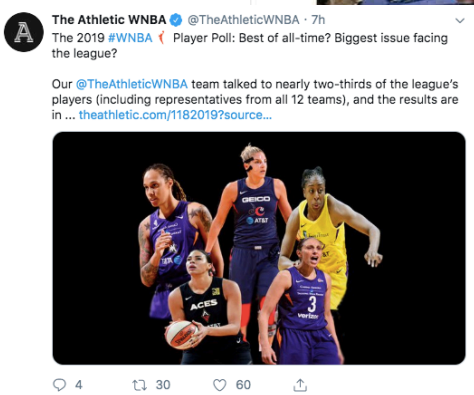 The Athletic WNBA @TheAthleticWNBA · 7h
The 2019 #WNBA Player Poll: Best of all-time? Biggest issue facing
the league?
Our @TheAthleticWNBA team talked to nearly two-thirds of the league's
players (including representatives from all 12 teams), and the results are
in ... theathletic.com/1182019?source...
GEICO
AT&T
ACES
3
verizon
4 30 60